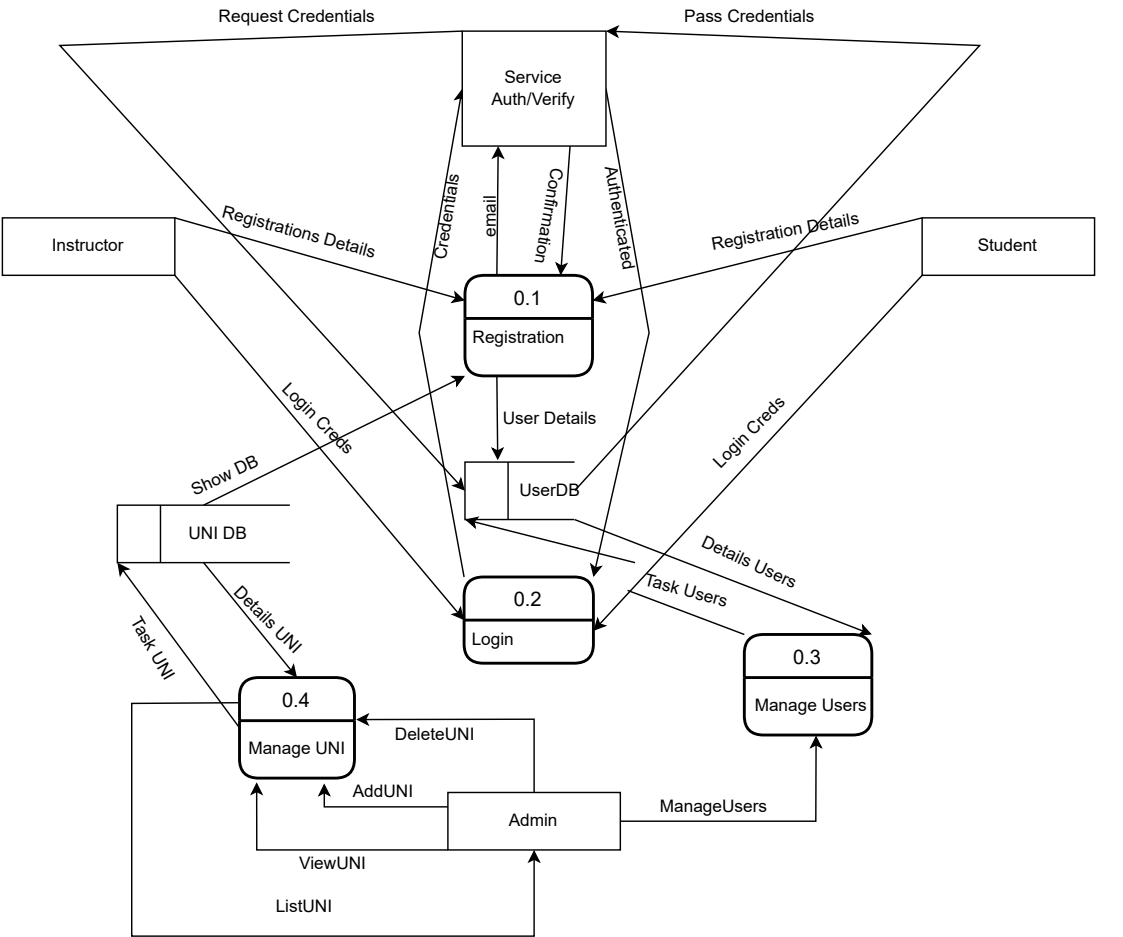 Request Credentials
Pass Credentials
Service
Auth/Verify
Credentials
email
Confirmation
Authenticated
Instructor
Registrations Details
Registration Details
Student
0.1
Registration
Login Creds
User Details
Login Creds
Show DB
UserDB
UNI DB
Details Users
Task Users
Details UNI
Task UNI
0.2
Login
0.3
Manage Users
0.4
Manage UNI
DeleteUNI
AddUNI
Admin
ManageUsers
ViewUNI
ListUNI